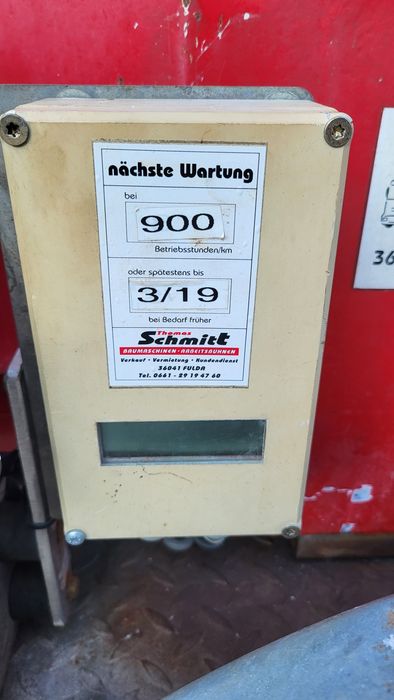 nächste Wartung
bei
900
Betriebsstunden/km
oder spätestens bis
3/19
bei Bedarf früher
Thomas
Schmitt
BAUMASCHINEN • ARBEITSBÜHNEN
Verkauf • Vermietung • Kundendienst
36041 FULDA
Tel. 0661 - 29 19 47 60
36